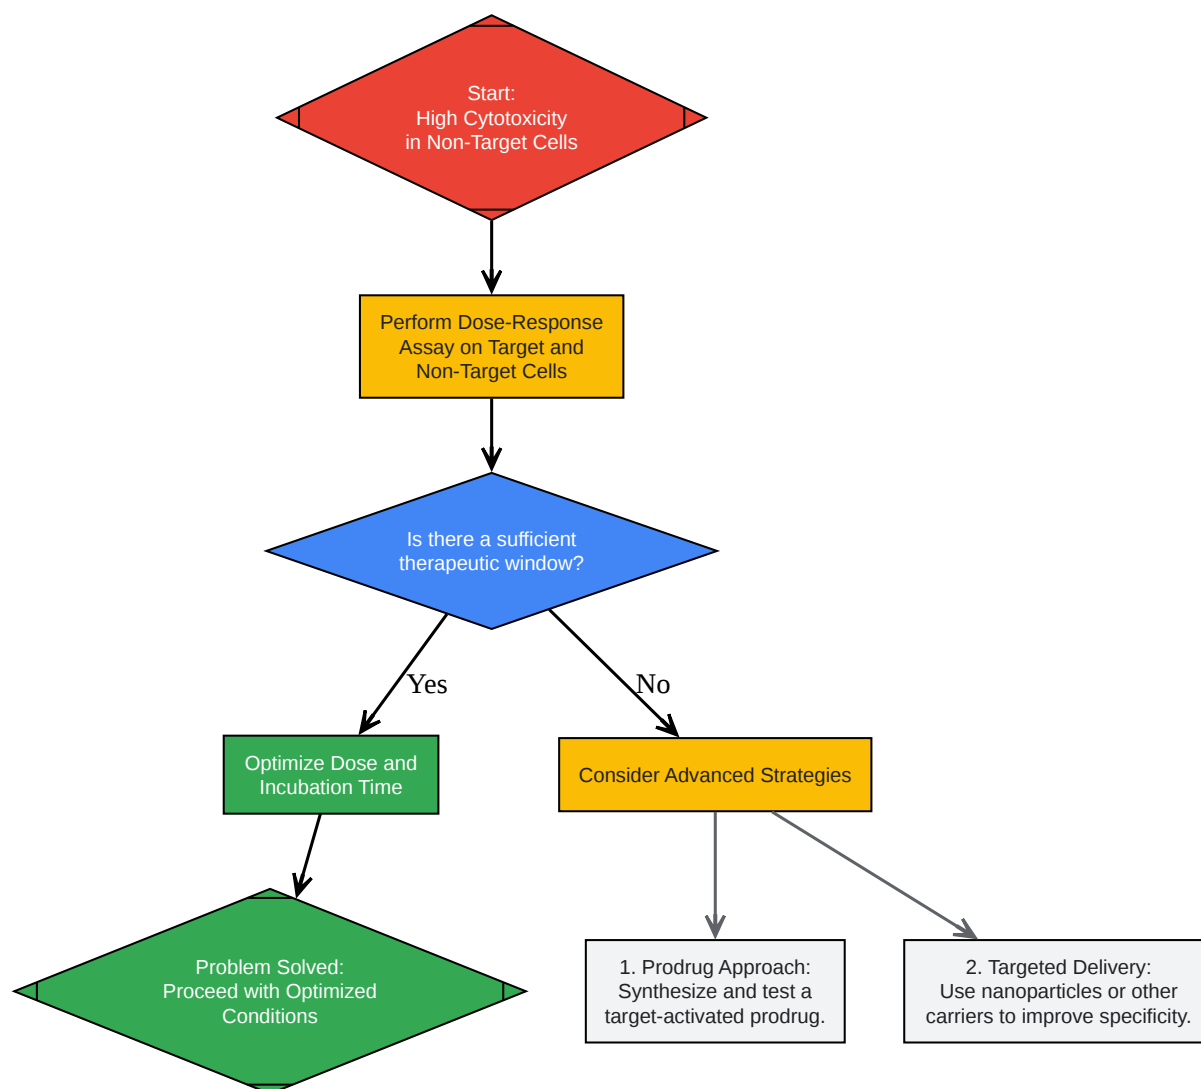 Start:
High Cytotoxicity
in Non-Target Cells
Perform Dose-Response
Assay on Target and
Non-Target Cells
Is there a sufficient
therapeutic window?
Yes
No
Optimize Dose and
Incubation Time
Consider Advanced Strategies
Problem Solved:
Proceed with Optimized
Conditions
1. Prodrug Approach:
Synthesize and test a
target-activated prodrug.
2. Targeted Delivery:
Use nanoparticles or other
carriers to improve specificity.